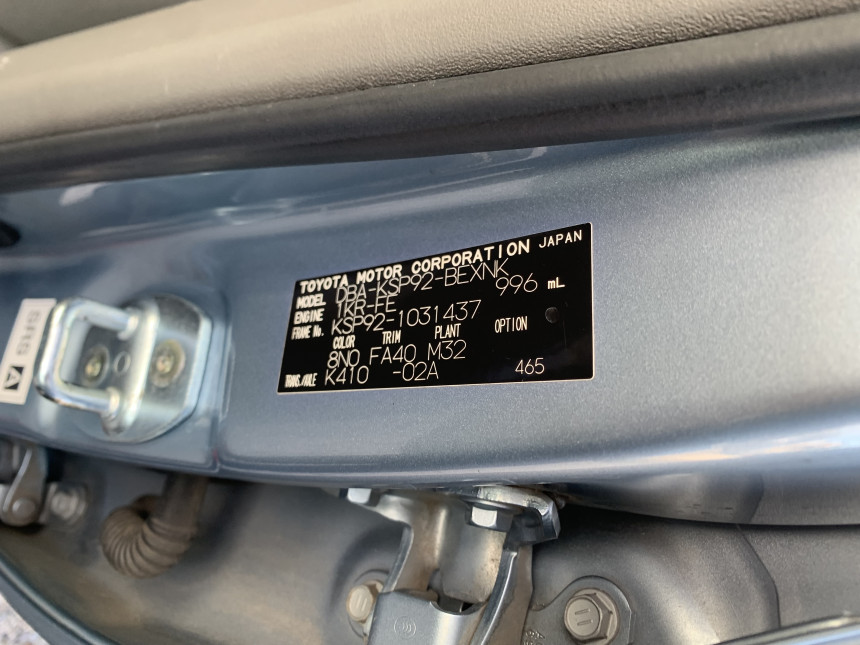 TOYOTA MOTOR CORPORATION JAPAN
MODEL DBA-KSP92-BEXNK
ENGINE 1KR-FE 996 mL
FRAME No. KSP92-1031437
COLOR TRIM PLANT OPTION
8N0 FA40 M32
TRANS./AXLE K410 -02A 465
A